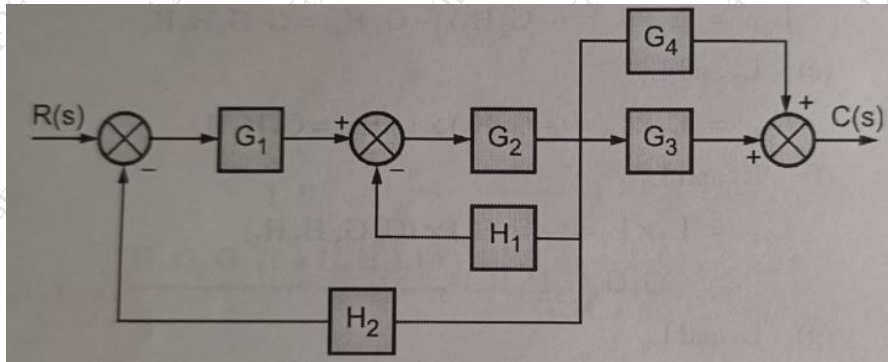 G₄
+
R(s)
G₁
+
G₂
G₃
+
C(s)
−
−
H₁
H₂